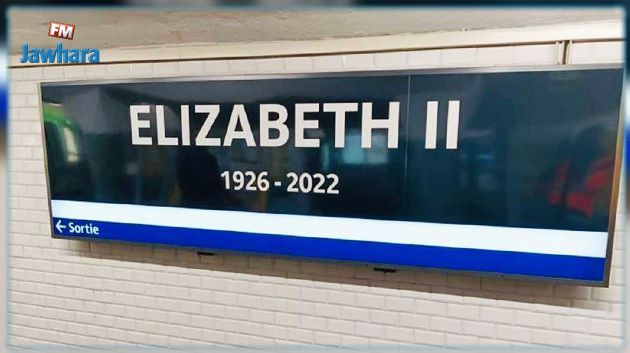 FM
Jawhara
ELIZABETH II
1926 - 2022
← Sortie